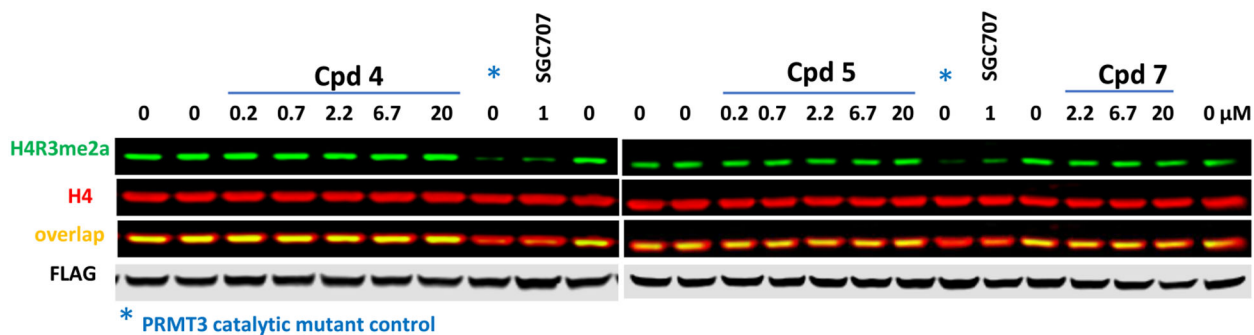 SGC707 SGC707
Cpd 4 * Cpd 5 * Cpd 7
0 0 0.2 0.7 2.2 6.7 20 0 1 0 0 0 0.2 0.7 2.2 6.7 20 0 1 0 2.2 6.7 20 0 µM
H4R3me2a
H4
overlap
FLAG
* PRMT3 catalytic mutant control